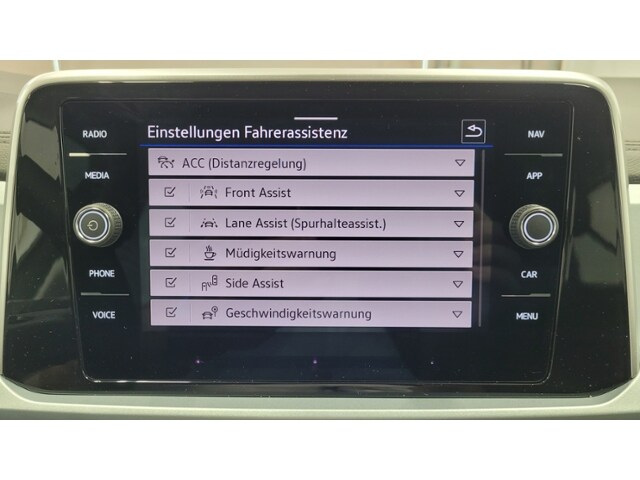 RADIO
MEDIA
PHONE
VOICE
Einstellungen Fahrerassistenz
ACC (Distanzregelung)
Front Assist
Lane Assist (Spurhalteassist.)
Müdigkeitswarnung
Side Assist
Geschwindigkeitswarnung
NAV
APP
CAR
MENU